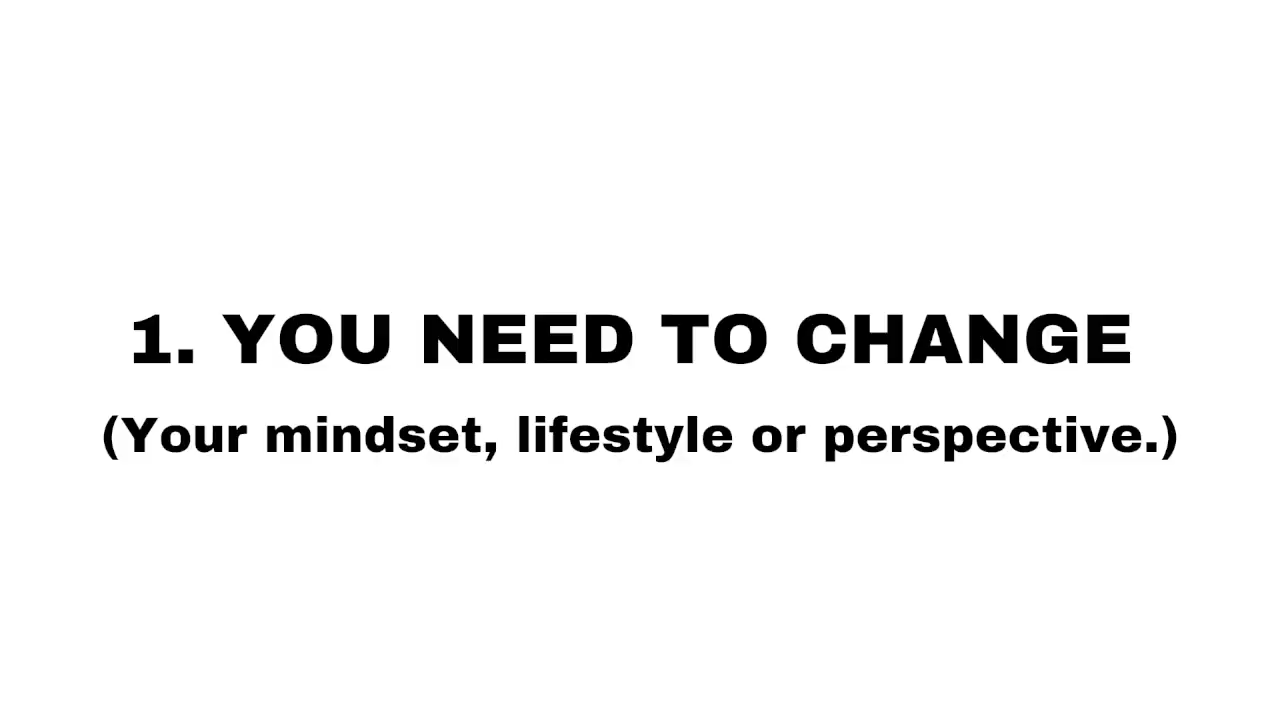 1. YOU NEED TO CHANGE
(Your mindset, lifestyle or perspective.)